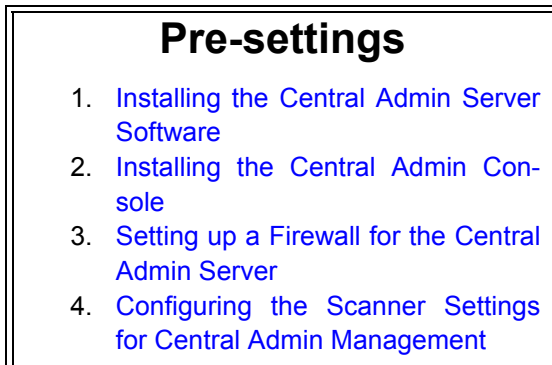 Pre-settings
1. Installing the Central Admin Server
Software
2. Installing the Central Admin Con-
sole
3. Setting up a Firewall for the Central
Admin Server
4. Configuring the Scanner Settings
for Central Admin Management